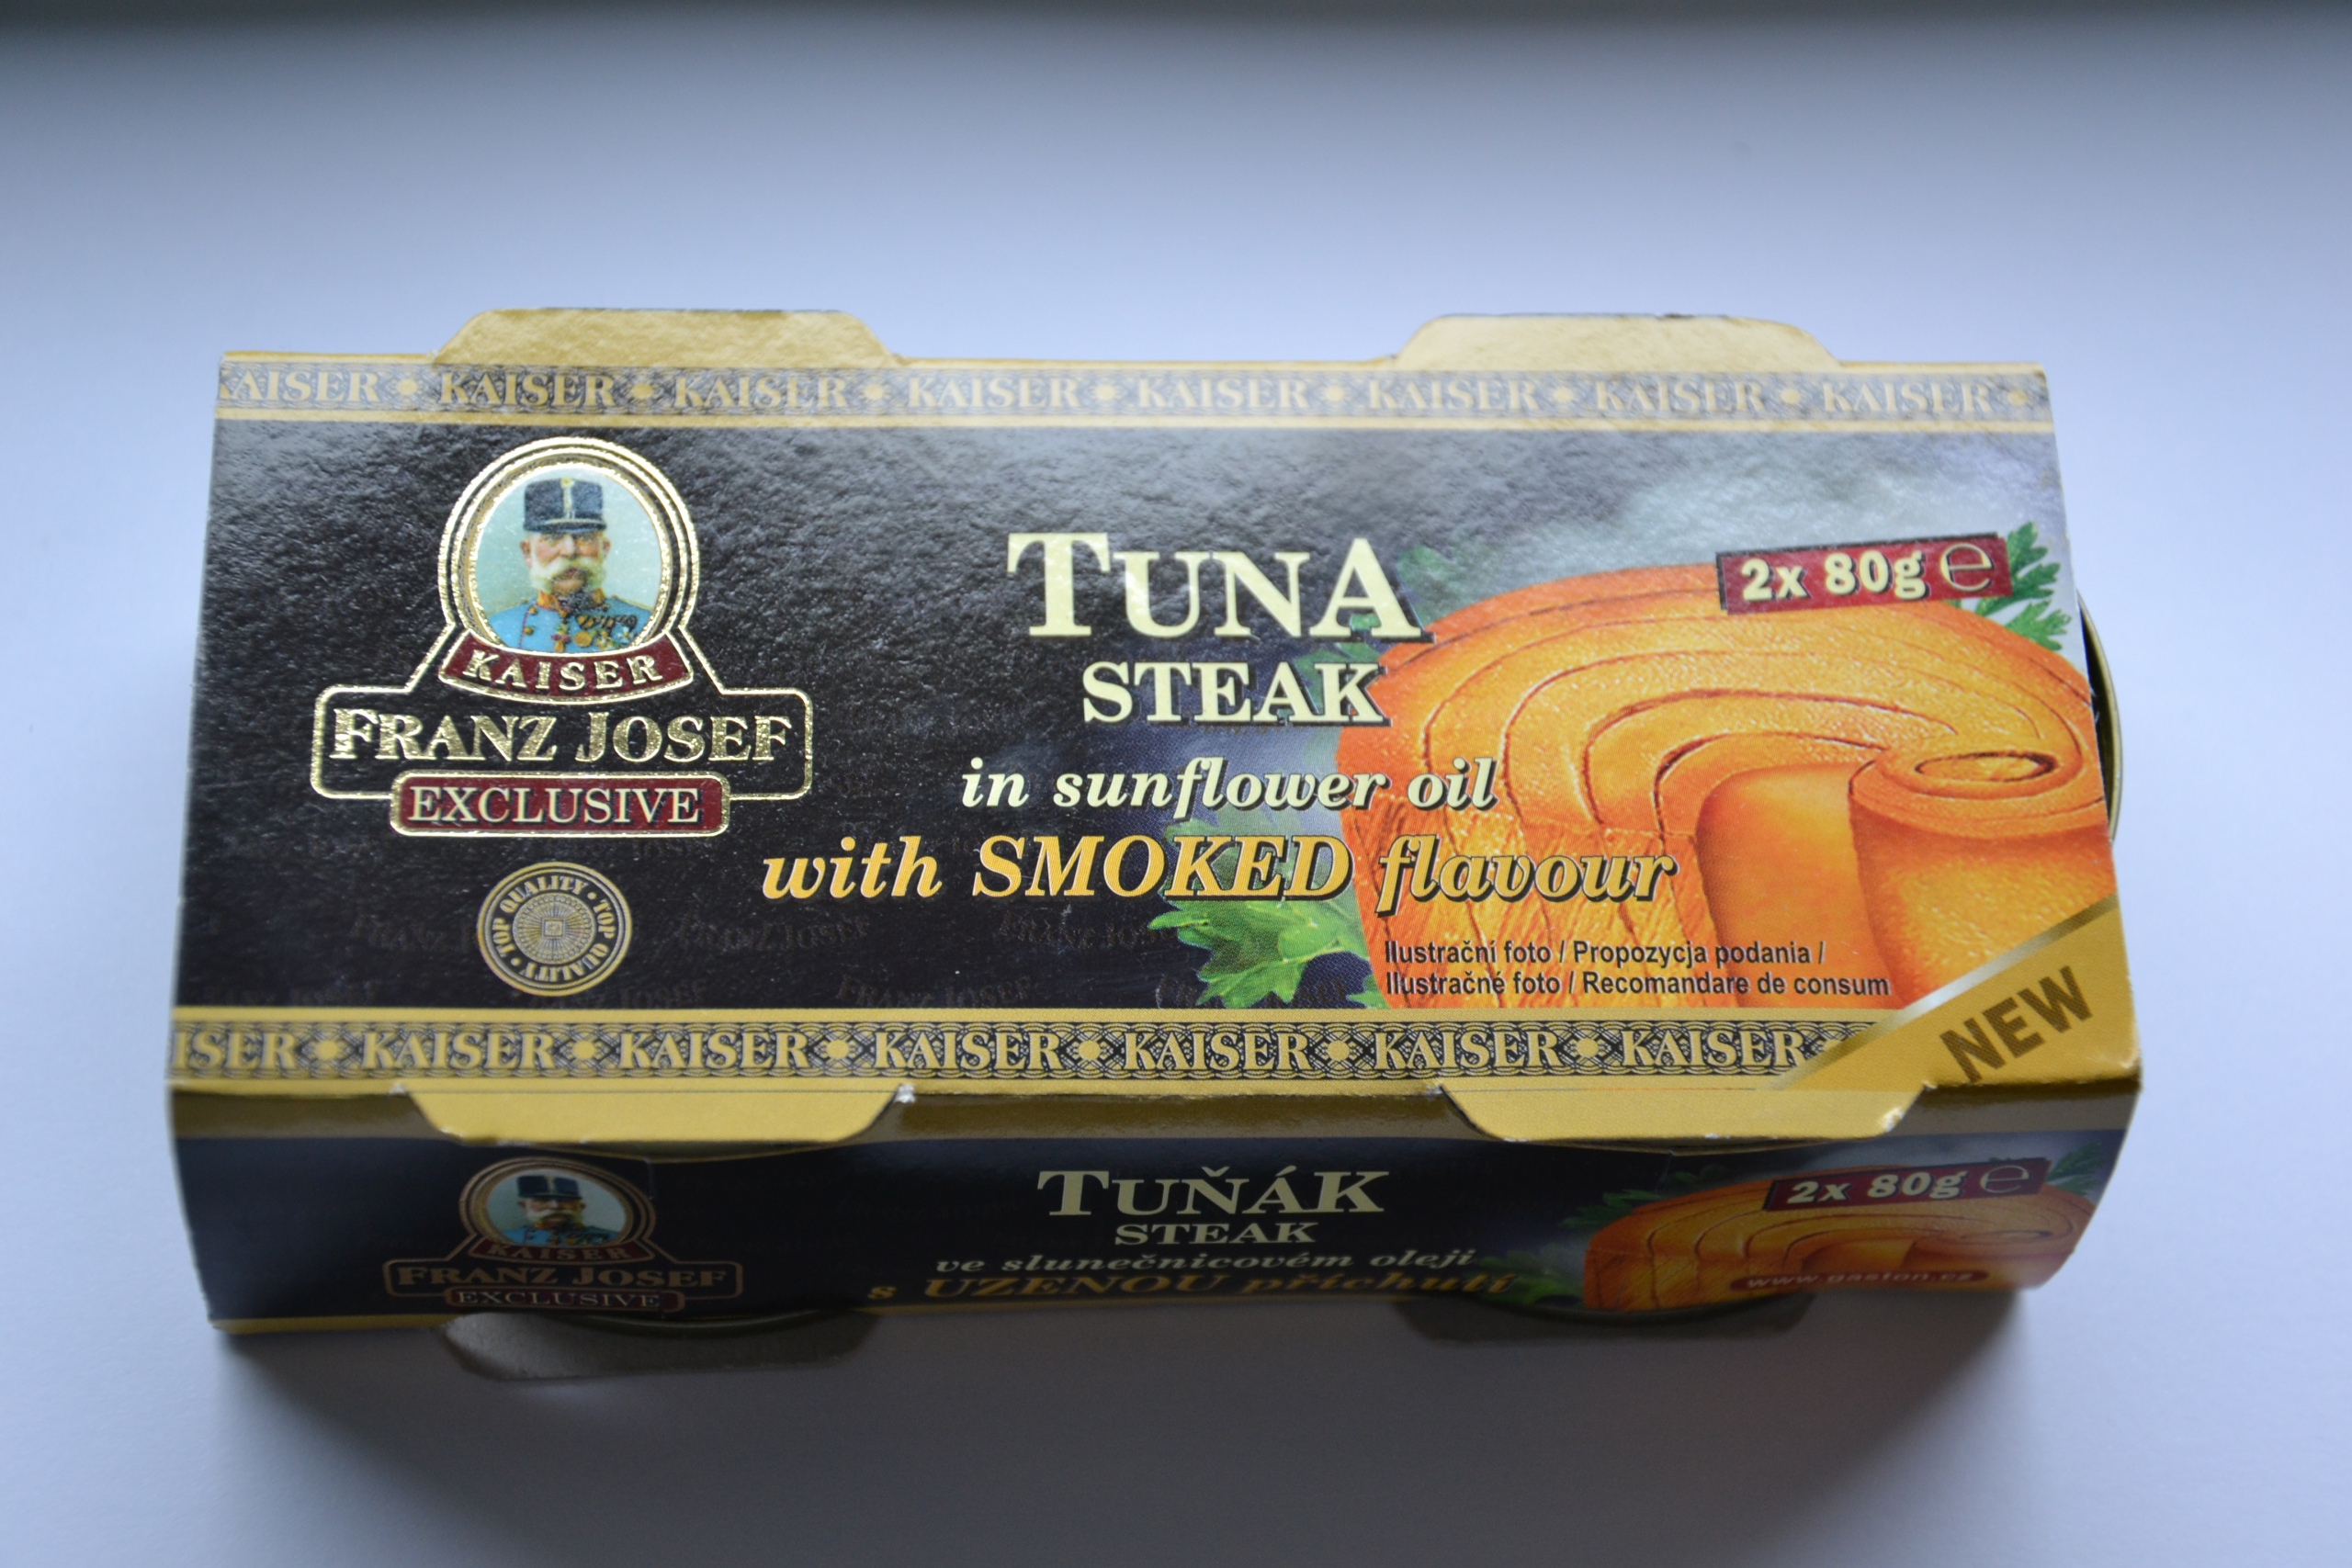 KAISER KAISER KAISER KAISER KAISER KAISER KAISER KAISER
KAISER
FRANZ JOSEF
EXCLUSIVE
TOP QUALITY • TOP QUALITY •
TUNA
STEAK
in sunflower oil
with SMOKED flavour
2x 80g ℮
Ilustrační foto / Propozycja podania /
Ilustračné foto / Recomandare de consum
NEW
ISER KAISER KAISER KAISER KAISER KAISER KAISER
KAISER
FRANZ JOSEF
EXCLUSIVE
TUŇÁK
STEAK
ve slunečnicovém oleji
s UZENOU příchutí
2x 80g ℮
www.gaston.cz